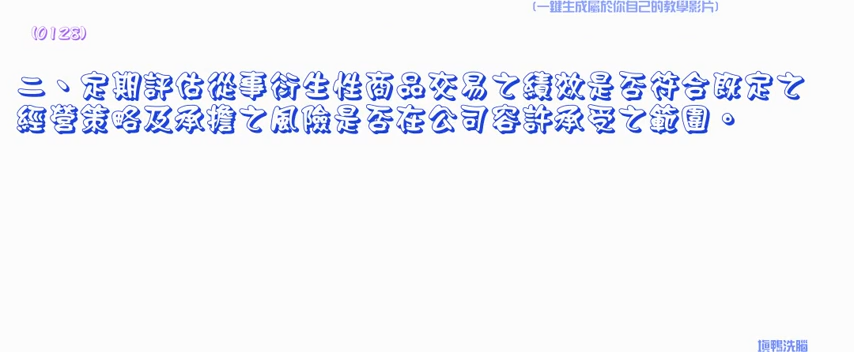 (一鍵生成屬於你自己的教學影片)
(0128)
二、定期評估從事衍生性商品交易之績效是否符合既定之
經營策略及承擔之風險是否在公司容許承受之範圍。
填鴨洗腦